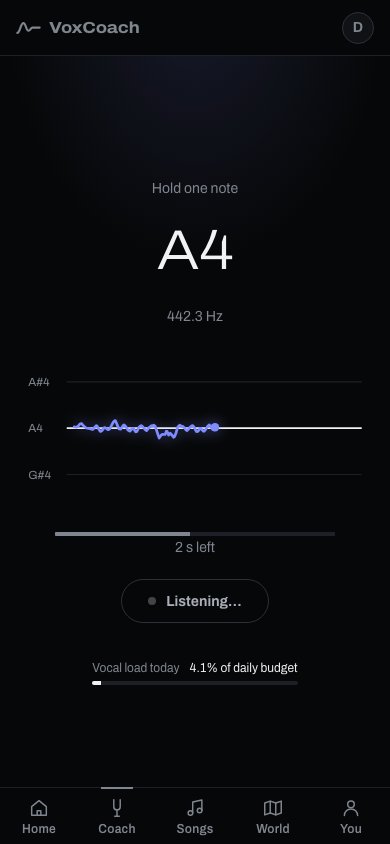 VoxCoach
D
Hold one note
A4
442.3 Hz
A#4
A4
G#4
2 s left
Listening...
Vocal load today 4.1% of daily budget
Home Coach Songs World You